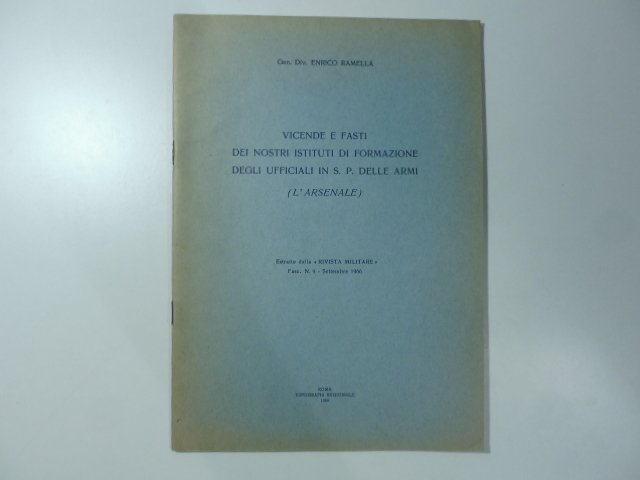 Gen. Div. ENRICO RAMELLA
VICENDE E FASTI
DEI NOSTRI ISTITUTI DI FORMAZIONE
DEGLI UFFICIALI IN S. P. DELLE ARMI
(L'ARSENALE)
Estratto dalla «RIVISTA MILITARE»
Fasc. N. 9 - Settembre 1966
ROMA
TIPOGRAFIA REGIONALE
1966